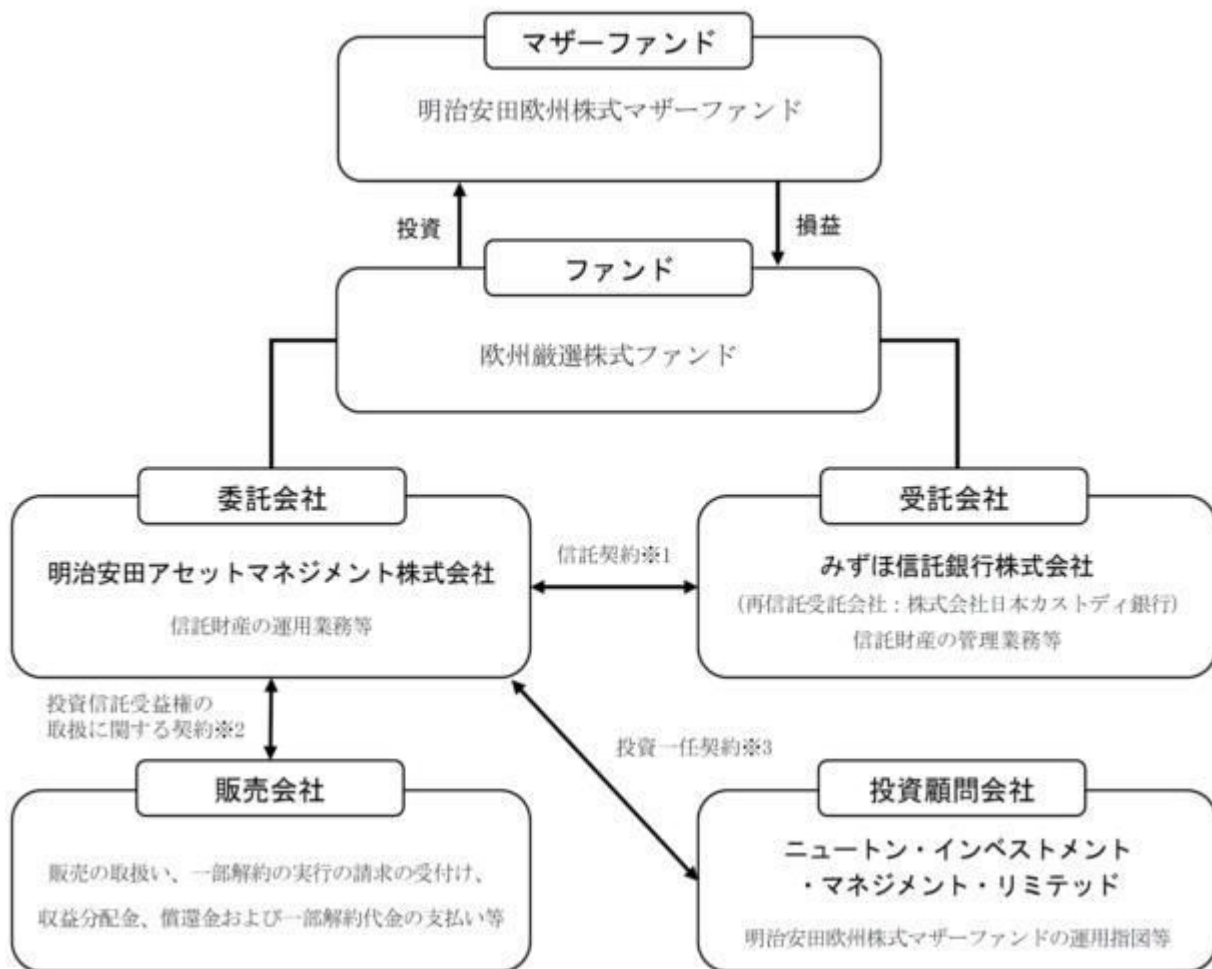 マザーファンド
明治安田欧州株式マザーファンド
投資
損益
ファンド
欧州厳選株式ファンド
委託会社
明治安田アセットマネジメント株式会社
信託財産の運用業務等
信託契約※1
受託会社
みずほ信託銀行株式会社
(再信託受託会社:株式会社日本カストディ銀行)
信託財産の管理業務等
投資信託受益権の
取扱に関する契約※2
投資一任契約※3
販売会社
販売の取扱い、一部解約の実行の請求の受付け、
収益分配金、償還金および一部解約代金の支払い等
投資顧問会社
ニュートン・インベストメント
・マネジメント・リミテッド
明治安田欧州株式マザーファンドの運用指図等